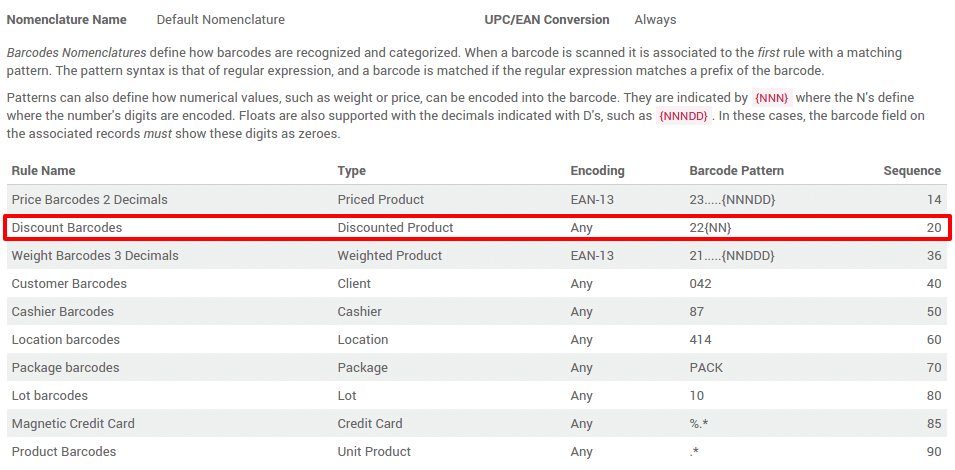 Nomenclature Name Default Nomenclature UPC/EAN Conversion Always
Barcodes Nomenclatures define how barcodes are recognized and categorized. When a barcode is scanned it is associated to the first rule with a matching
pattern. The pattern syntax is that of regular expression, and a barcode is matched if the regular expression matches a prefix of the barcode.
Patterns can also define how numerical values, such as weight or price, can be encoded into the barcode. They are indicated by {NNN} where the N's define
where the number's digits are encoded. Floats are also supported with the decimals indicated with D's, such as {NNNDD}. In these cases, the barcode field on
the associated records must show these digits as zeroes.
Rule Name Type Encoding Barcode Pattern Sequence
Price Barcodes 2 Decimals Priced Product EAN-13 23.....{NNNDD} 14
Discount Barcodes Discounted Product Any 22{NN} 20
Weight Barcodes 3 Decimals Weighted Product EAN-13 21.....{NNDDD} 36
Customer Barcodes Client Any 042 40
Cashier Barcodes Cashier Any 87 50
Location barcodes Location Any 414 60
Package barcodes Package Any PACK 70
Lot barcodes Lot Any 10 80
Magnetic Credit Card Credit Card Any %.* 85
Product Barcodes Unit Product Any .* 90